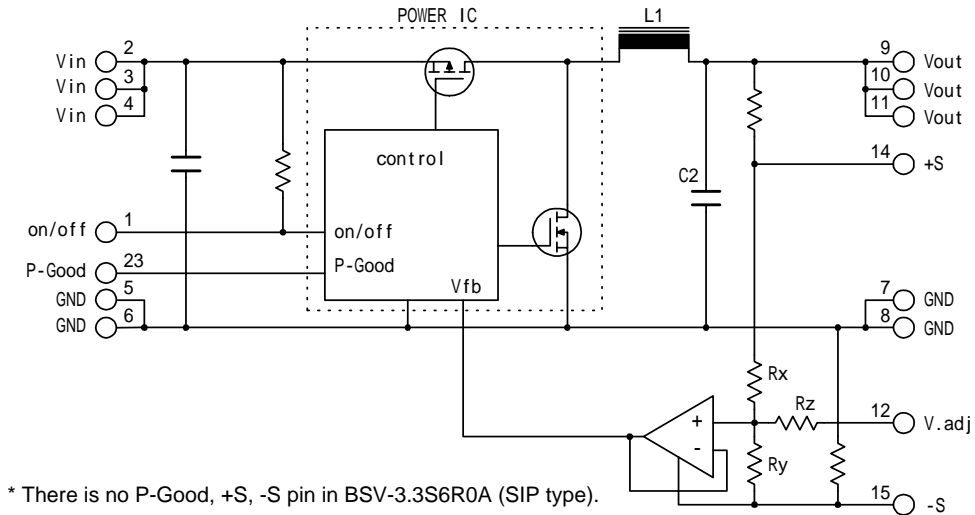 POWER IC
L1
Vin 2
Vin 3
Vin 4
9 Vout
10 Vout
11 Vout
14 +S
control
C2
on/off 1
on/off
P-Good 23
P-Good
Vfb
GND 5
GND 6
7 GND
8 GND
Rx
Rz
12 V.adj
+
-
Ry
15 -S
* There is no P-Good, +S, -S pin in BSV-3.3S6R0A (SIP type).